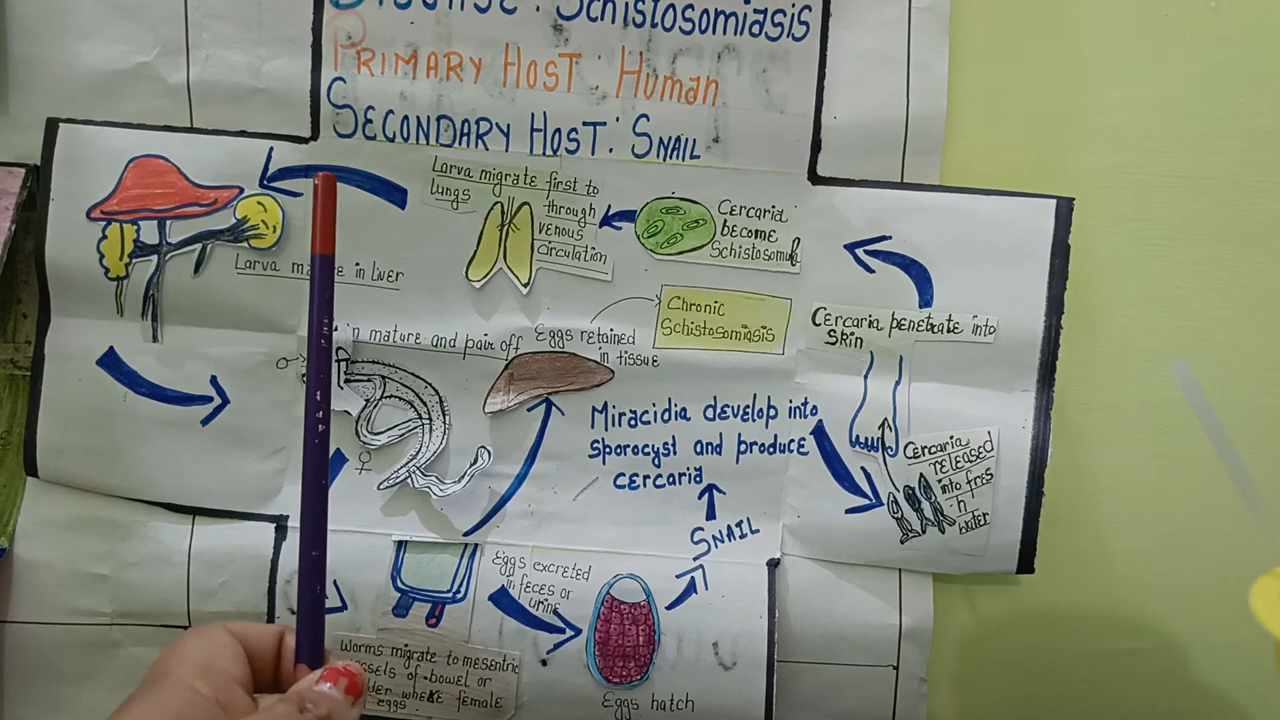 : Schistosomiasis
PRIMARY HOST : Human
SECONDARY HOST : SNAIL
Larva migrate first to
lungs
through
venous
circulation
Cercaria
become
Schistosomula
Larva in liver
Cercaria penetrate into
Skin
Chronic
Schistosomiasis
Eggs retained
in tissue
in mature and pair off
♂
♀
Miracidia develop into
sporocyst and produce
cercaria
Cercaria
RELEASED
into fres
h
water
SNAIL
Eggs excreted
in feces or
urine
Worms migrate to mesentric
of bowel or
where female
eggs.
Eggs hatch